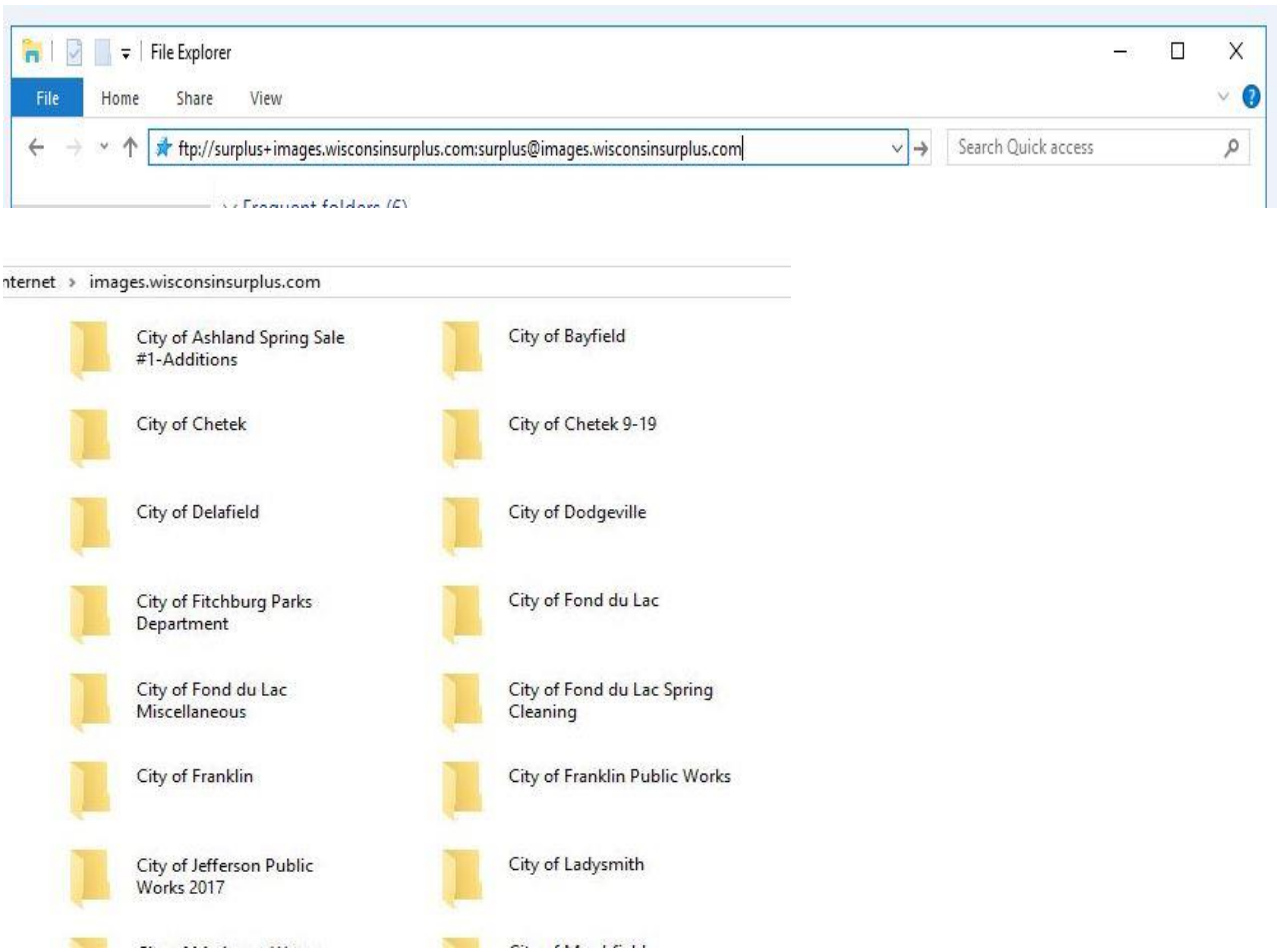 File Explorer
File Home Share View
ftp://surplus+images.wisconsinsurplus.com:surplus@images.wisconsinsurplus.com
Search Quick access
Frequent folders (6)
nternet > images.wisconsinsurplus.com
City of Ashland Spring Sale
#1-Additions
City of Bayfield
City of Chetek
City of Chetek 9-19
City of Delafield
City of Dodgeville
City of Fitchburg Parks
Department
City of Fond du Lac
City of Fond du Lac
Miscellaneous
City of Fond du Lac Spring
Cleaning
City of Franklin
City of Franklin Public Works
City of Jefferson Public
Works 2017
City of Ladysmith